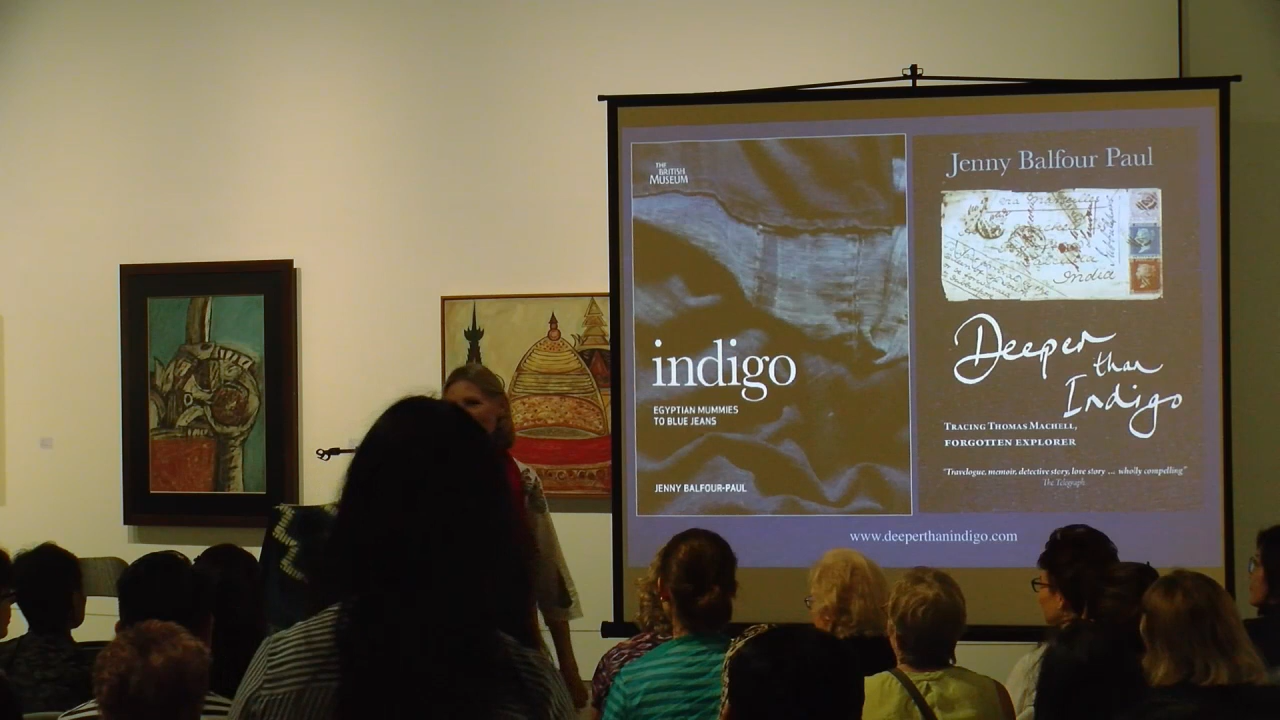 THE
BRITISH
MUSEUM
indigo
EGYPTIAN MUMMIES
TO BLUE JEANS
JENNY BALFOUR-PAUL
Jenny Balfour Paul
India
Deeper
than
Indigo
TRACING THOMAS MACHELL,
FORGOTTEN EXPLORER
"Travelogue, memoir, detective story, love story ... wholly compelling"
The Telegraph
www.deeperthanindigo.com